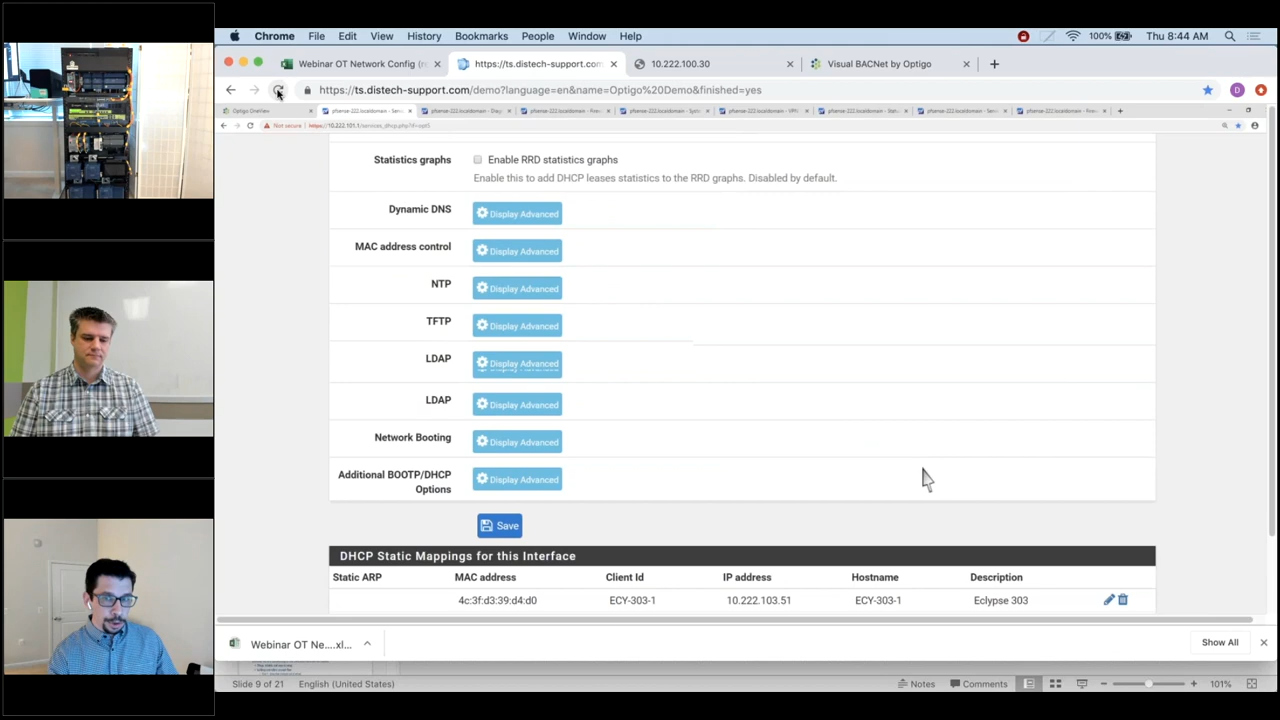 Chrome File Edit View History Bookmarks People Window Help 100% Thu 8:44 AM
Webinar OT Network Config (r https://ts.distech-support.com 10.222.100.30 Visual BACNet by Optigo
https://ts.distech-support.com/demo?language=en&name=Optigo%20Demo&finished=yes D
Optigo OneView
Not secure
Statistics graphs Enable RRD statistics graphs
Enable this to add DHCP leases statistics to the RRD graphs. Disabled by default.
Dynamic DNS Display Advanced
MAC address control Display Advanced
NTP Display Advanced
TFTP Display Advanced
LDAP Display Advanced
LDAP Display Advanced
Network Booting Display Advanced
Additional BOOTP/DHCP
Options Display Advanced
Save
DHCP Static Mappings for this Interface
Static ARP MAC address Client Id IP address Hostname Description
4c:3f:d3:39:d4:d0 ECY-303-1 10.222.103.51 ECY-303-1 Eclypse 303
Webinar OT Ne....xl... Show All
Slide 9 of 21 English (United States) Notes Comments 101%